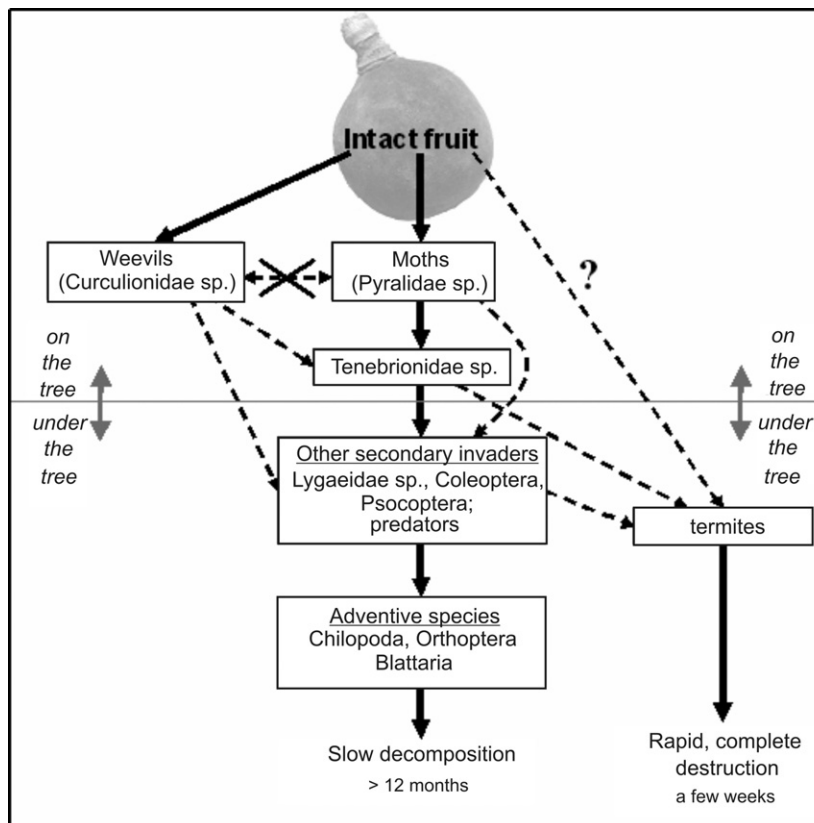 Intact fruit
Weevils
(Curculionidae sp.)
Moths
(Pyralidae sp.)
?
on
the
tree
under
the
tree
on
the
tree
under
the
tree
Tenebrionidae sp.
Other secondary invaders
Lygaeidae sp., Coleoptera,
Psocoptera;
predators
termites
Adventive species
Chilopoda, Orthoptera
Blattaria
Slow decomposition
> 12 months
Rapid, complete
destruction
a few weeks